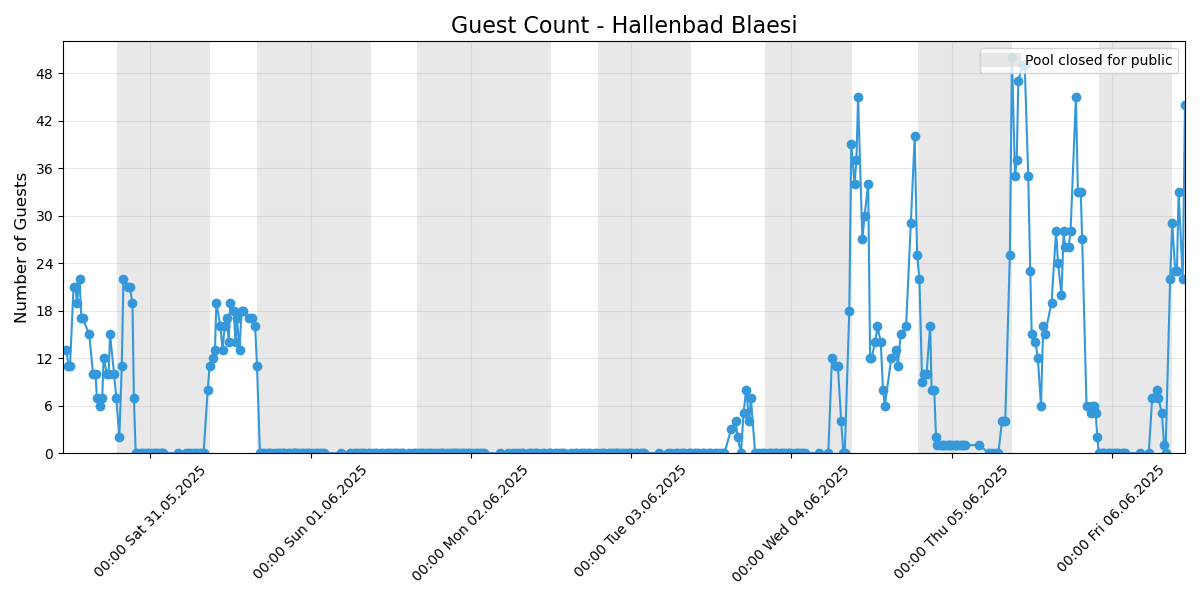 Guest Count - Hallenbad Blaesi
Pool closed for public
Number of Guests
48
42
36
30
24
18
12
6
0
00:00 Sat 31.05.2025
00:00 Sun 01.06.2025
00:00 Mon 02.06.2025
00:00 Tue 03.06.2025
00:00 Wed 04.06.2025
00:00 Thu 05.06.2025
00:00 Fri 06.06.2025